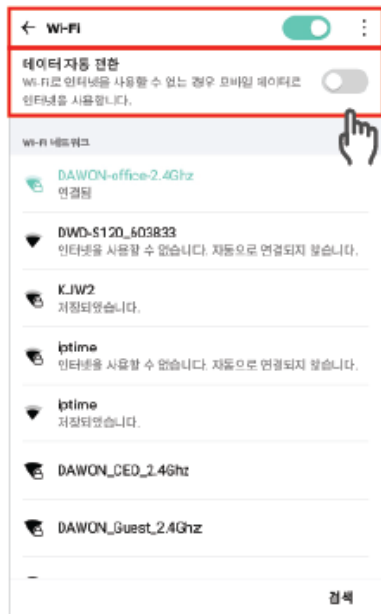 ← Wi-Fi
데이터 자동 전환
Wi-Fi로 인터넷을 사용할 수 없는 경우 모바일 데이터로
인터넷을 사용합니다.
Wi-Fi 네트워크
DAWON-office-2.4Ghz
연결됨
DWD-S120_603833
인터넷을 사용할 수 없습니다. 자동으로 연결되지 않습니다.
KJW2
저장되었습니다.
iptime
인터넷을 사용할 수 없습니다. 자동으로 연결되지 않습니다.
iptime
저장되었습니다.
DAWON_CEO_2.4Ghz
DAWON_Guest_2.4Ghz
검색